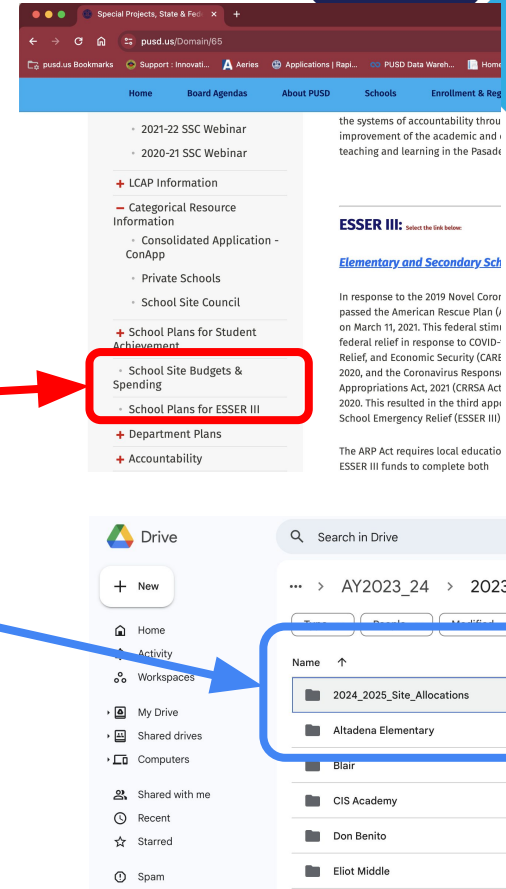 Special Projects, State & Fed
pusd.us/Domain/65
pusd.us Bookmarks Support : Innovati... Aeries Applications | Rapi... PUSD Data Wareh... Home
Home Board Agendas About PUSD Schools Enrollment & Reg
2021-22 SSC Webinar
2020-21 SSC Webinar
LCAP Information
Categorical Resource
Information
Consolidated Application -
ConApp
Private Schools
School Site Council
School Plans for Student
Achievement
School Site Budgets &
Spending
School Plans for ESSER III
Department Plans
Accountability
the systems of accountability throu
improvement of the academic and
teaching and learning in the Pasade
ESSER III: Select the link below:
Elementary and Secondary Sch
In response to the 2019 Novel Coron
passed the American Rescue Plan (A
on March 11, 2021. This federal stimu
federal relief in response to COVID-
Relief, and Economic Security (CARE
2020, and the Coronavirus Response
Appropriations Act, 2021 (CRRSA Act
2020. This resulted in the third appr
School Emergency Relief (ESSER III)
The ARP Act requires local educatio
ESSER III funds to complete both
Drive
Search in Drive
+ New
Home
Activity
Workspaces
My Drive
Shared drives
Computers
Shared with me
Recent
Starred
Spam
... > AY2023_24 > 2023
Type People Modified
Name ↑
2024_2025_Site_Allocations
Altadena Elementary
Blair
CIS Academy
Don Benito
Eliot Middle